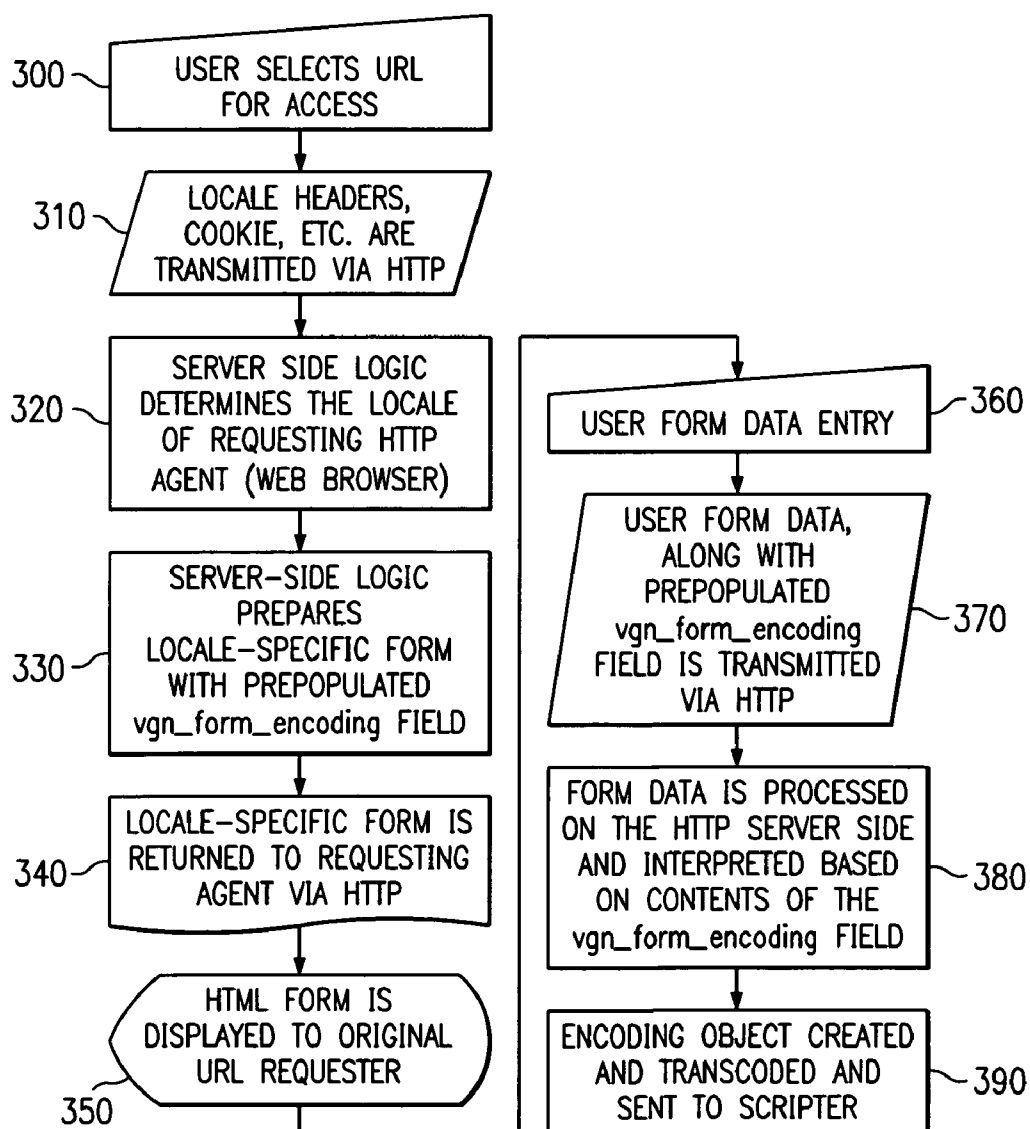 300
USER SELECTS URL
FOR ACCESS
310
LOCALE HEADERS,
COOKIE, ETC. ARE
TRANSMITTED VIA HTTP
320
SERVER SIDE LOGIC
DETERMINES THE LOCALE
OF REQUESTING HTTP
AGENT (WEB BROWSER)
330
SERVER-SIDE LOGIC
PREPARES
LOCALE-SPECIFIC FORM
WITH PREPOPULATED
vgn_form_encoding FIELD
340
LOCALE-SPECIFIC FORM IS
RETURNED TO REQUESTING
AGENT VIA HTTP
350
HTML FORM IS
DISPLAYED TO ORIGINAL
URL REQUESTER
360
USER FORM DATA ENTRY
370
USER FORM DATA,
ALONG WITH
PREPOPULATED
vgn_form_encoding
FIELD IS TRANSMITTED
VIA HTTP
380
FORM DATA IS PROCESSED
ON THE HTTP SERVER SIDE
AND INTERPRETED BASED
ON CONTENTS OF THE
vgn_form_encoding FIELD
390
ENCODING OBJECT CREATED
AND TRANSCODED AND
SENT TO SCRIPTER